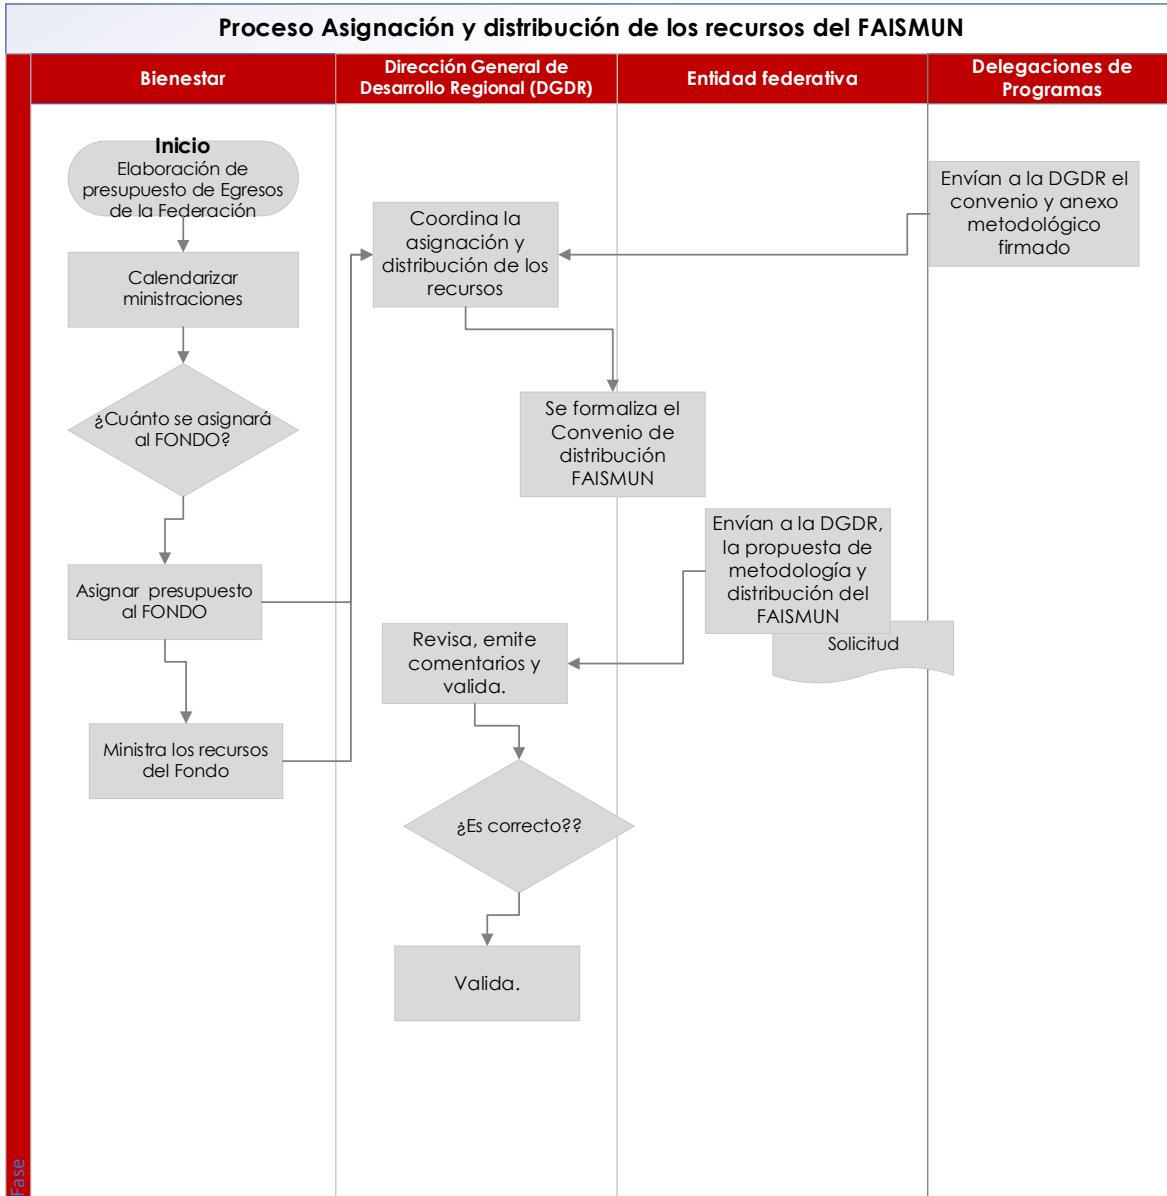 Proceso Asignación y distribución de los recursos del FAISMUN
Bienestar
Dirección General de
Desarrollo Regional (DGDR)
Entidad federativa
Delegaciones de
Programas
Inicio
Elaboración de
presupuesto de Egresos
de la Federación
Calendarizar
ministraciones
¿Cuánto se asignará
al FONDO?
Asignar presupuesto
al FONDO
Ministra los recursos
del Fondo
Coordina la
asignación y
distribución de los
recursos
Se formaliza el
Convenio de
distribución
FAISMUN
Envían a la DGDR el
convenio y anexo
metodológico
firmado
Envían a la DGDR,
la propuesta de
metodología y
distribución del
FAISMUN
Solicitud
Revisa, emite
comentarios y
valida.
¿Es correcto??
Valida.
Fase